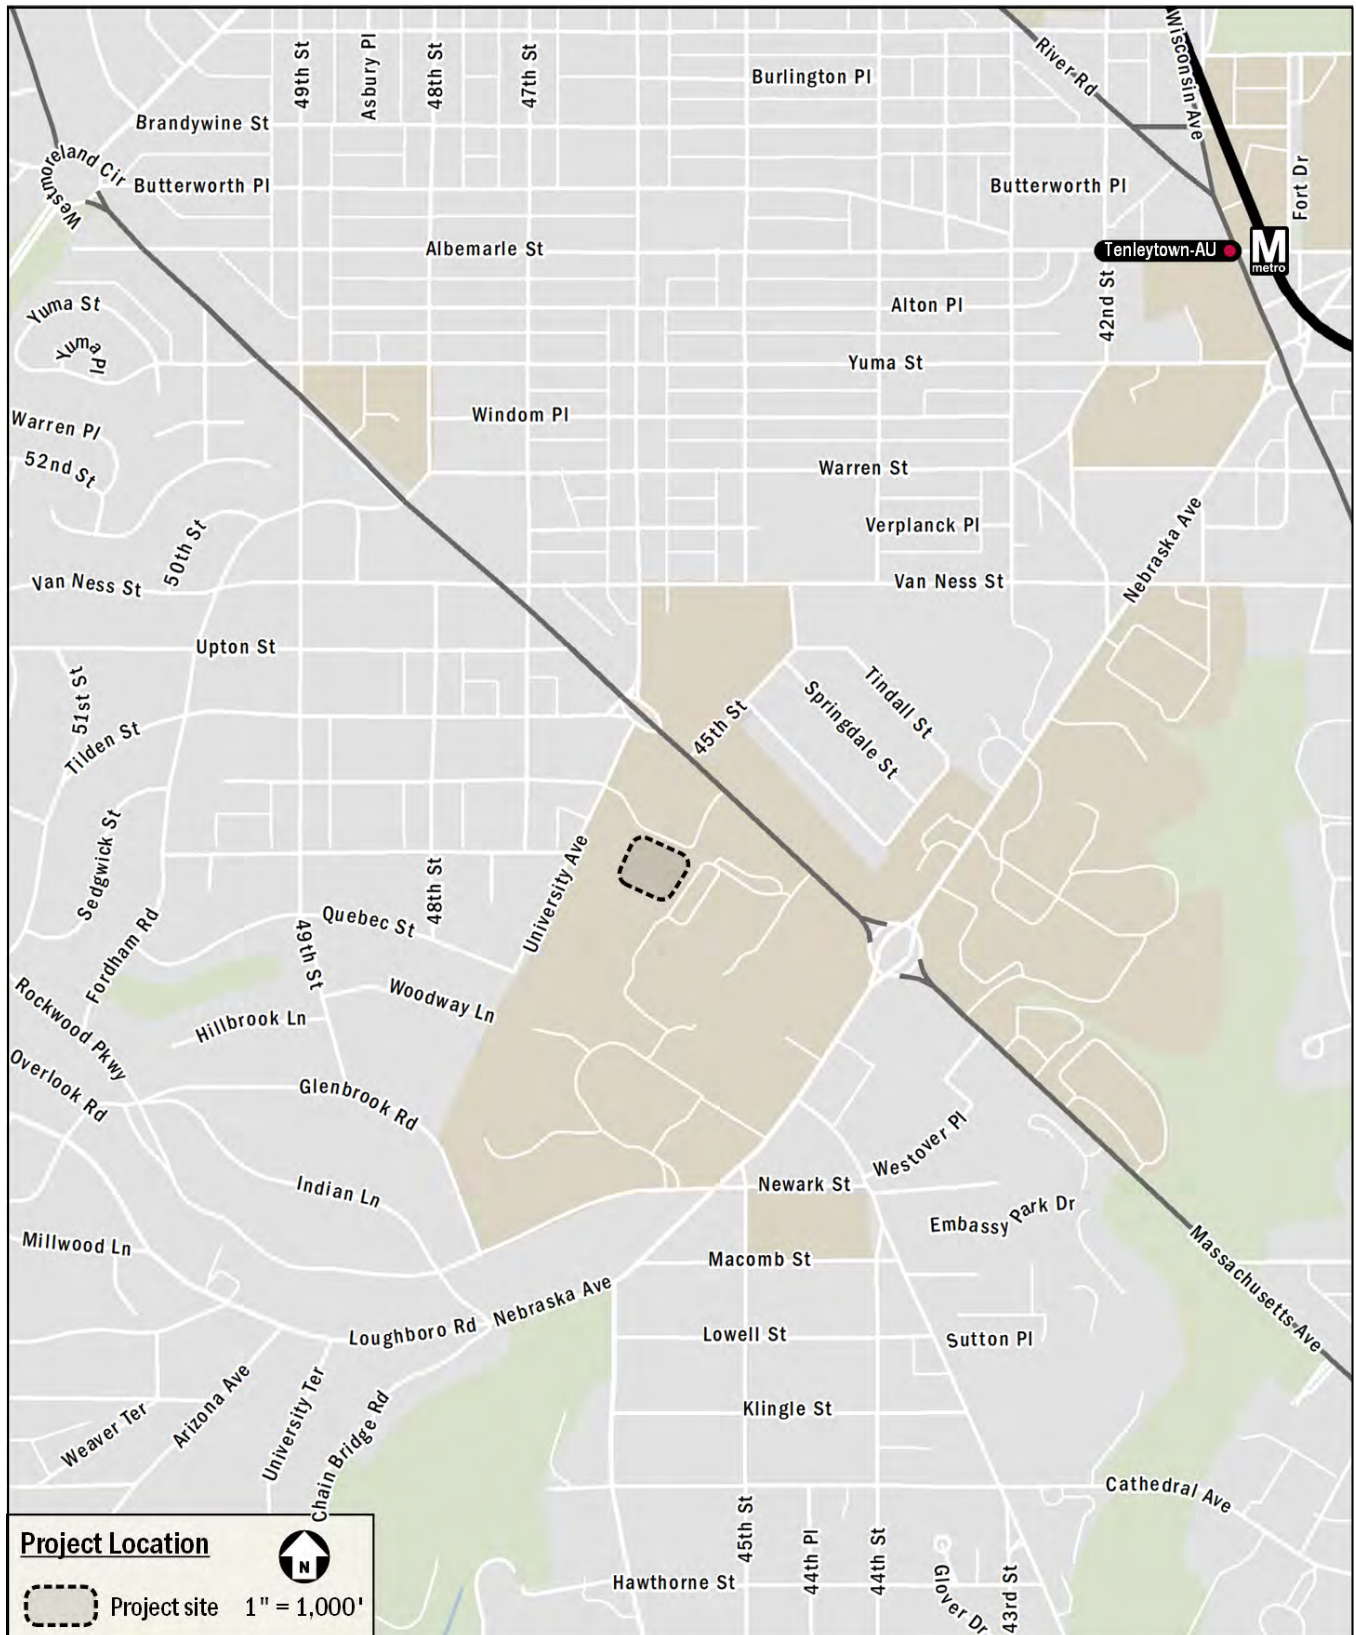 49th St
Asbury Pl
48th St
47th St
Burlington Pl
River Rd
Wisconsin Ave
Brandywine St
Westmoreland Cir
Butterworth Pl
Butterworth Pl
Fort Dr
Albemarle St
Tenleytown-AU
M
metro
Yuma St
Alton Pl
42nd St
Yuma Pl
Yuma St
Warren Pl
Windom Pl
52nd St
Warren St
50th St
Verplanck Pl
Nebraska Ave
Van Ness St
Van Ness St
Upton St
51st St
Tindall St
Springdale St
45th St
Tilden St
Sedgwick St
University Ave
48th St
Quebec St
49th St
Fordham Rd
Woodway Ln
Rockwood Pkwy
Hillbrook Ln
Overlook Rd
Glenbrook Rd
Westover Pl
Indian Ln
Newark St
Embassy Park Dr
Millwood Ln
Macomb St
Massachusetts Ave
Nebraska Ave
Loughboro Rd
Lowell St
Sutton Pl
Arizona Ave
University Ter
Klingle St
Weaver Ter
Chain Bridge Rd
Cathedral Ave
45th St
44th Pl
44th St
Glover Dr
43rd St
Hawthorne St
Project Location
N
Project site 1" = 1,000'